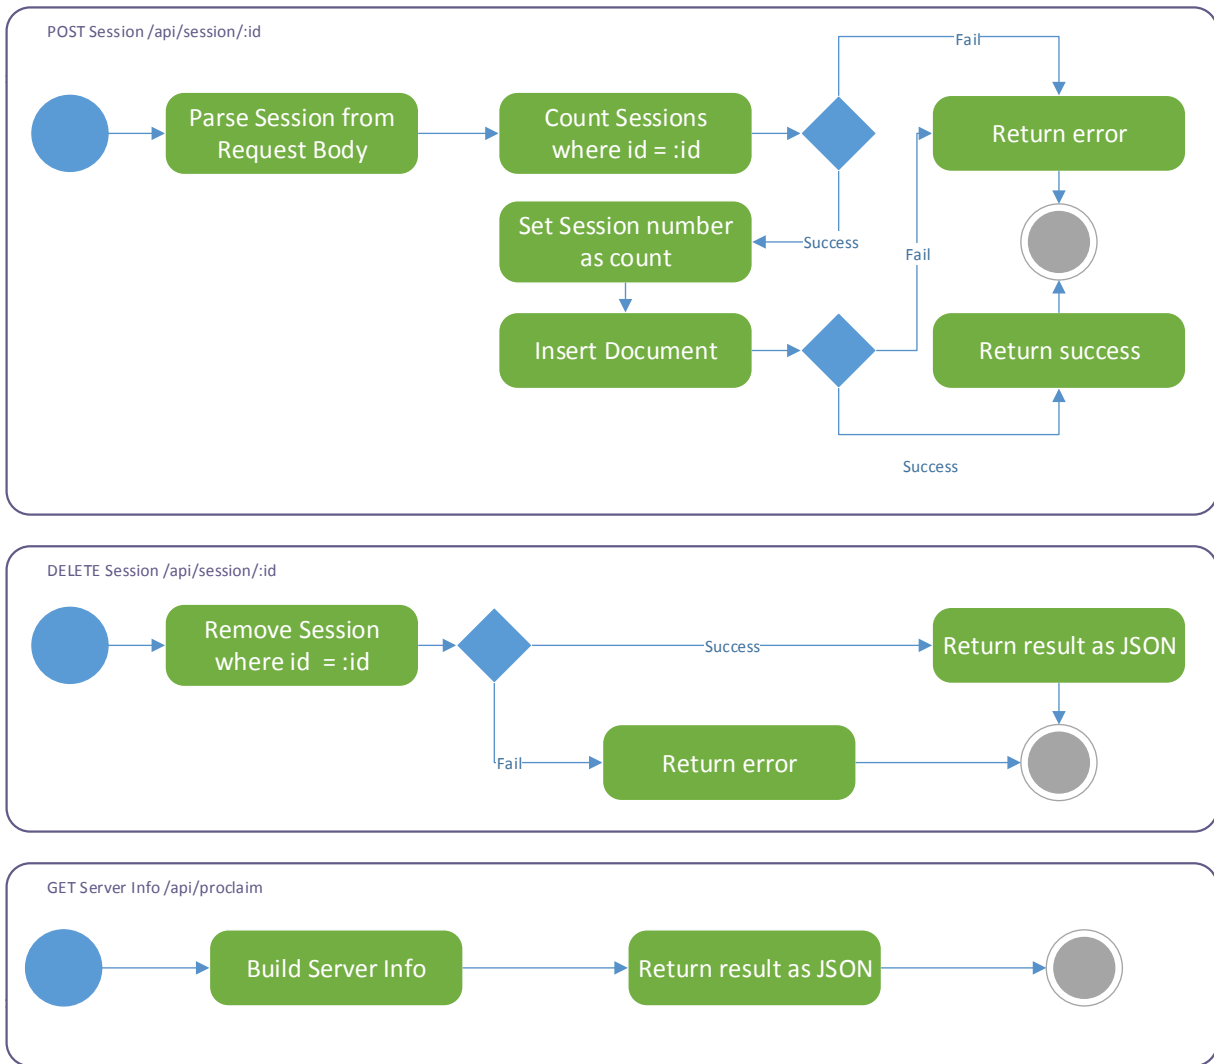 POST Session /api/session/:id
Fail
Parse Session from
Request Body
Count Sessions
where id = :id
Return error
Set Session number
as count
Success
Fail
Insert Document
Return success
Success
DELETE Session /api/session/:id
Remove Session
where id = :id
Success
Return result as JSON
Fail
Return error
GET Server Info /api/proclaim
Build Server Info
Return result as JSON